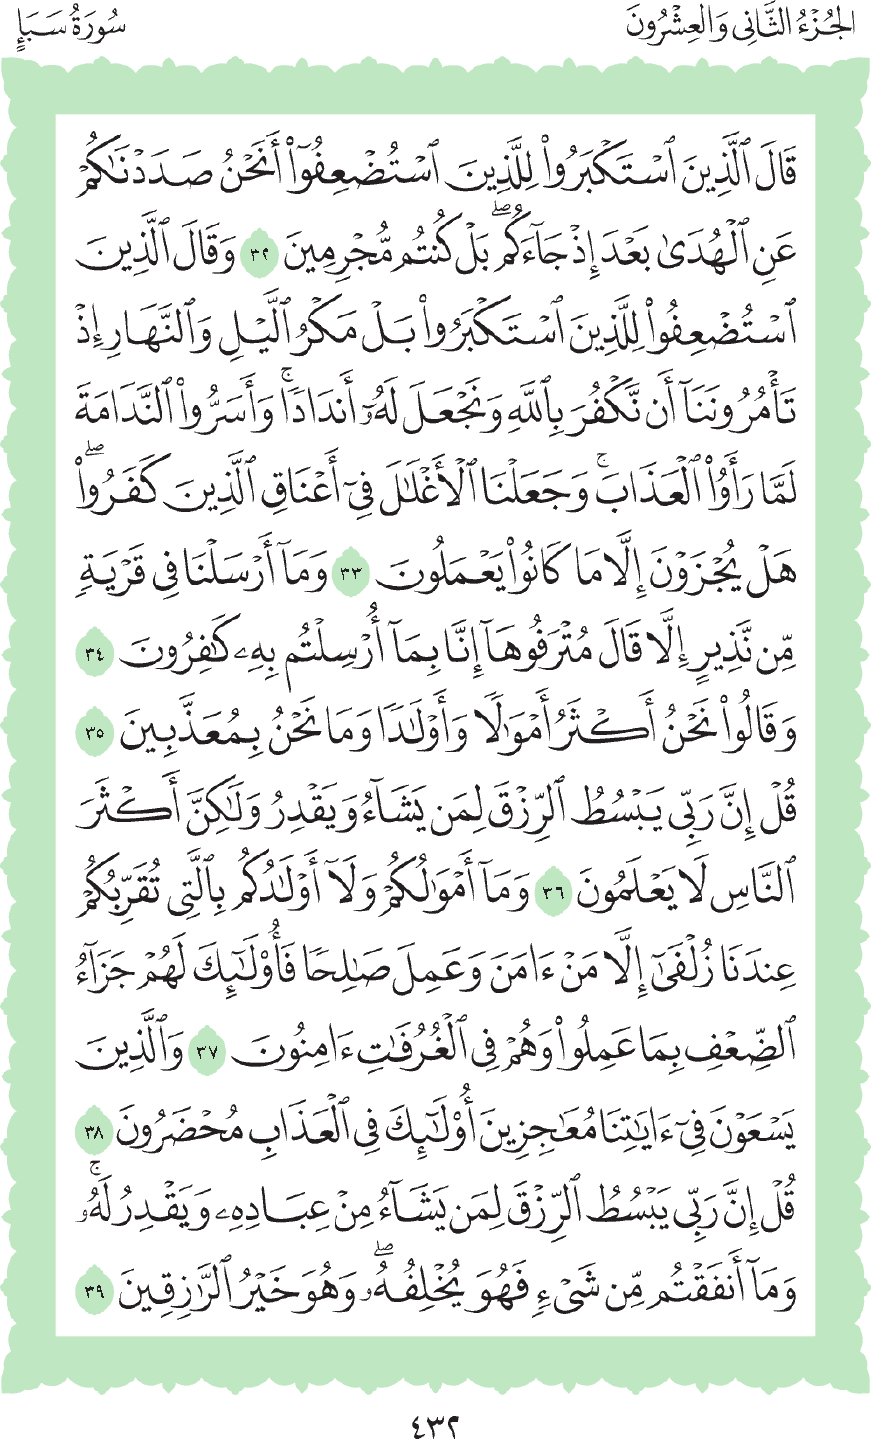 الجُزْءُ الثَّانِي وَالعِشْرُونَ
سُورَةُ سَبَإٍ
قَالَ ٱلَّذِينَ ٱسْتَكْبَرُوا۟ لِلَّذِينَ ٱسْتُضْعِفُوٓا۟ أَنَحْنُ صَدَدْنَٰكُمْ
عَنِ ٱلْهُدَىٰ بَعْدَ إِذْ جَآءَكُم ۖ بَلْ كُنتُم مُّجْرِمِينَ ٣٢ وَقَالَ ٱلَّذِينَ
ٱسْتُضْعِفُوا۟ لِلَّذِينَ ٱسْتَكْبَرُوا۟ بَلْ مَكْرُ ٱلَّيْلِ وَٱلنَّهَارِ إِذْ
تَأْمُرُونَنَآ أَن نَّكْفُرَ بِٱللَّهِ وَنَجْعَلَ لَهُۥٓ أَندَادًا ۚ وَأَسَرُّوا۟ ٱلنَّدَامَةَ
لَمَّا رَأَوُا۟ ٱلْعَذَابَ ۚ وَجَعَلْنَا ٱلْأَغْلَٰلَ فِىٓ أَعْنَاقِ ٱلَّذِينَ كَفَرُوا۟ ۖ
هَلْ يُجْزَوْنَ إِلَّا مَا كَانُوا۟ يَعْمَلُونَ ٣٣ وَمَآ أَرْسَلْنَا فِى قَرْيَةٍ
مِّن نَّذِيرٍ إِلَّا قَالَ مُتْرَفُوهَآ إِنَّا بِمَآ أُرْسِلْتُم بِهِۦ كَٰفِرُونَ ٣٤
وَقَالُوا۟ نَحْنُ أَكْثَرُ أَمْوَٰلًا وَأَوْلَٰدًا وَمَا نَحْنُ بِمُعَذَّبِينَ ٣٥
قُلْ إِنَّ رَبِّى يَبْسُطُ ٱلرِّزْقَ لِمَن يَشَآءُ وَيَقْدِرُ وَلَٰكِنَّ أَكْثَرَ
ٱلنَّاسِ لَا يَعْلَمُونَ ٣٦ وَمَآ أَمْوَٰلُكُمْ وَلَآ أَوْلَٰدُكُم بِٱلَّتِى تُقَرِّبُكُمْ
عِندَنَا زُلْفَىٰٓ إِلَّا مَنْ ءَامَنَ وَعَمِلَ صَٰلِحًا فَأُو۟لَٰٓئِكَ لَهُمْ جَزَآءُ
ٱلضِّعْفِ بِمَا عَمِلُوا۟ وَهُمْ فِى ٱلْغُرُفَٰتِ ءَامِنُونَ ٣٧ وَٱلَّذِينَ
يَسْعَوْنَ فِىٓ ءَايَٰتِنَا مُعَٰجِزِينَ أُو۟لَٰٓئِكَ فِى ٱلْعَذَابِ مُحْضَرُونَ ٣٨
قُلْ إِنَّ رَبِّى يَبْسُطُ ٱلرِّزْقَ لِمَن يَشَآءُ مِنْ عِبَادِهِۦ وَيَقْدِرُ لَهُۥ ۚ
وَمَآ أَنفَقْتُم مِّن شَىْءٍ فَهُوَ يُخْلِفُهُۥ ۖ وَهُوَ خَيْرُ ٱلرَّٰزِقِينَ ٣٩
٤٣٢